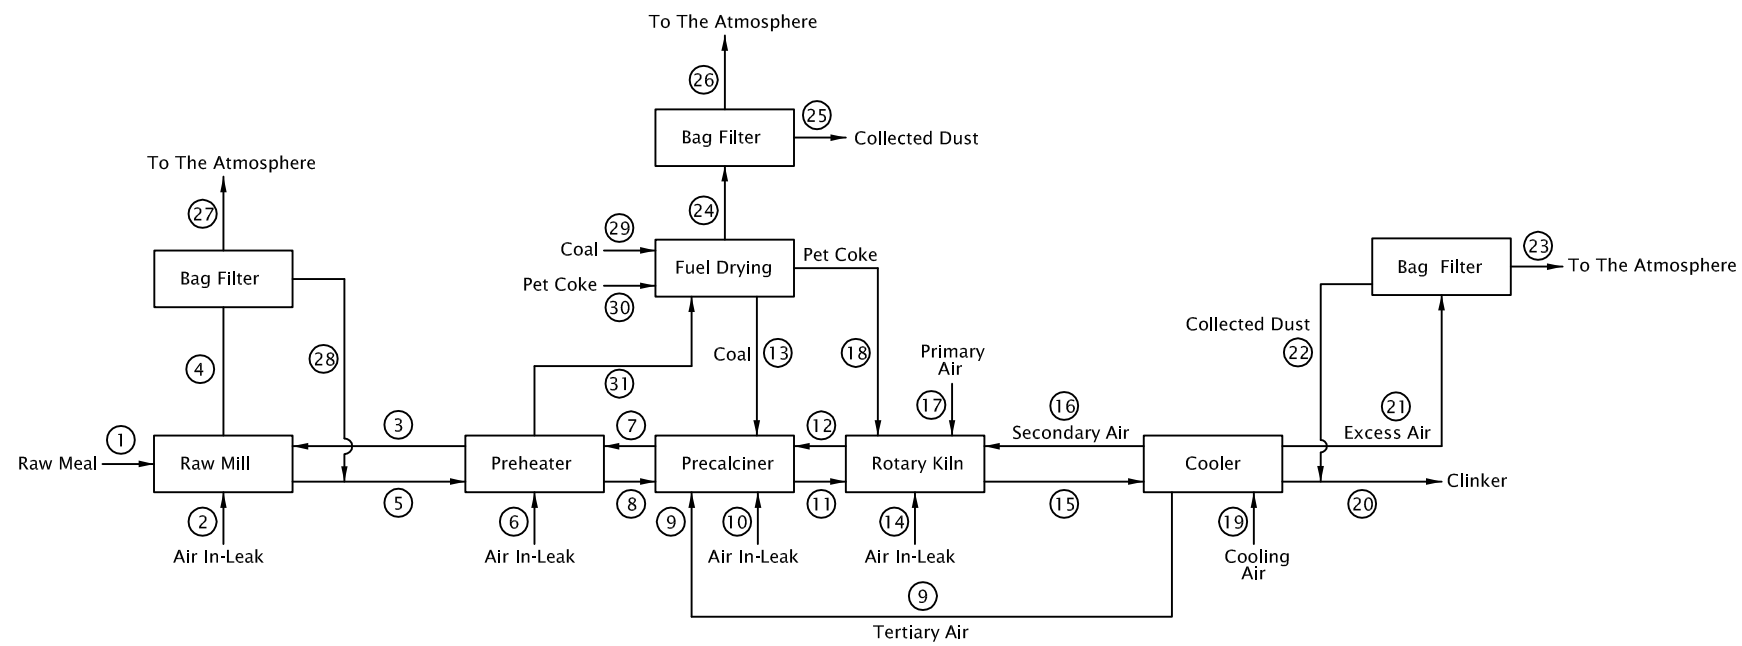 To The Atmosphere
26
25
Bag Filter
Collected Dust
To The Atmosphere
27
24
29
Coal
Pet Coke
23
Bag Filter
Fuel Drying
Bag Filter
To The Atmosphere
Pet Coke
30
Collected Dust
22
28
4
Coal
13
18
Primary
Air
31
17
16
21
1
3
7
12
Secondary Air
Excess Air
Raw Meal
Raw Mill
Preheater
Precalciner
Rotary Kiln
Cooler
Clinker
5
8
11
15
20
2
6
9
10
14
19
Air In-Leak
Air In-Leak
Air In-Leak
Air In-Leak
Cooling
Air
9
Tertiary Air